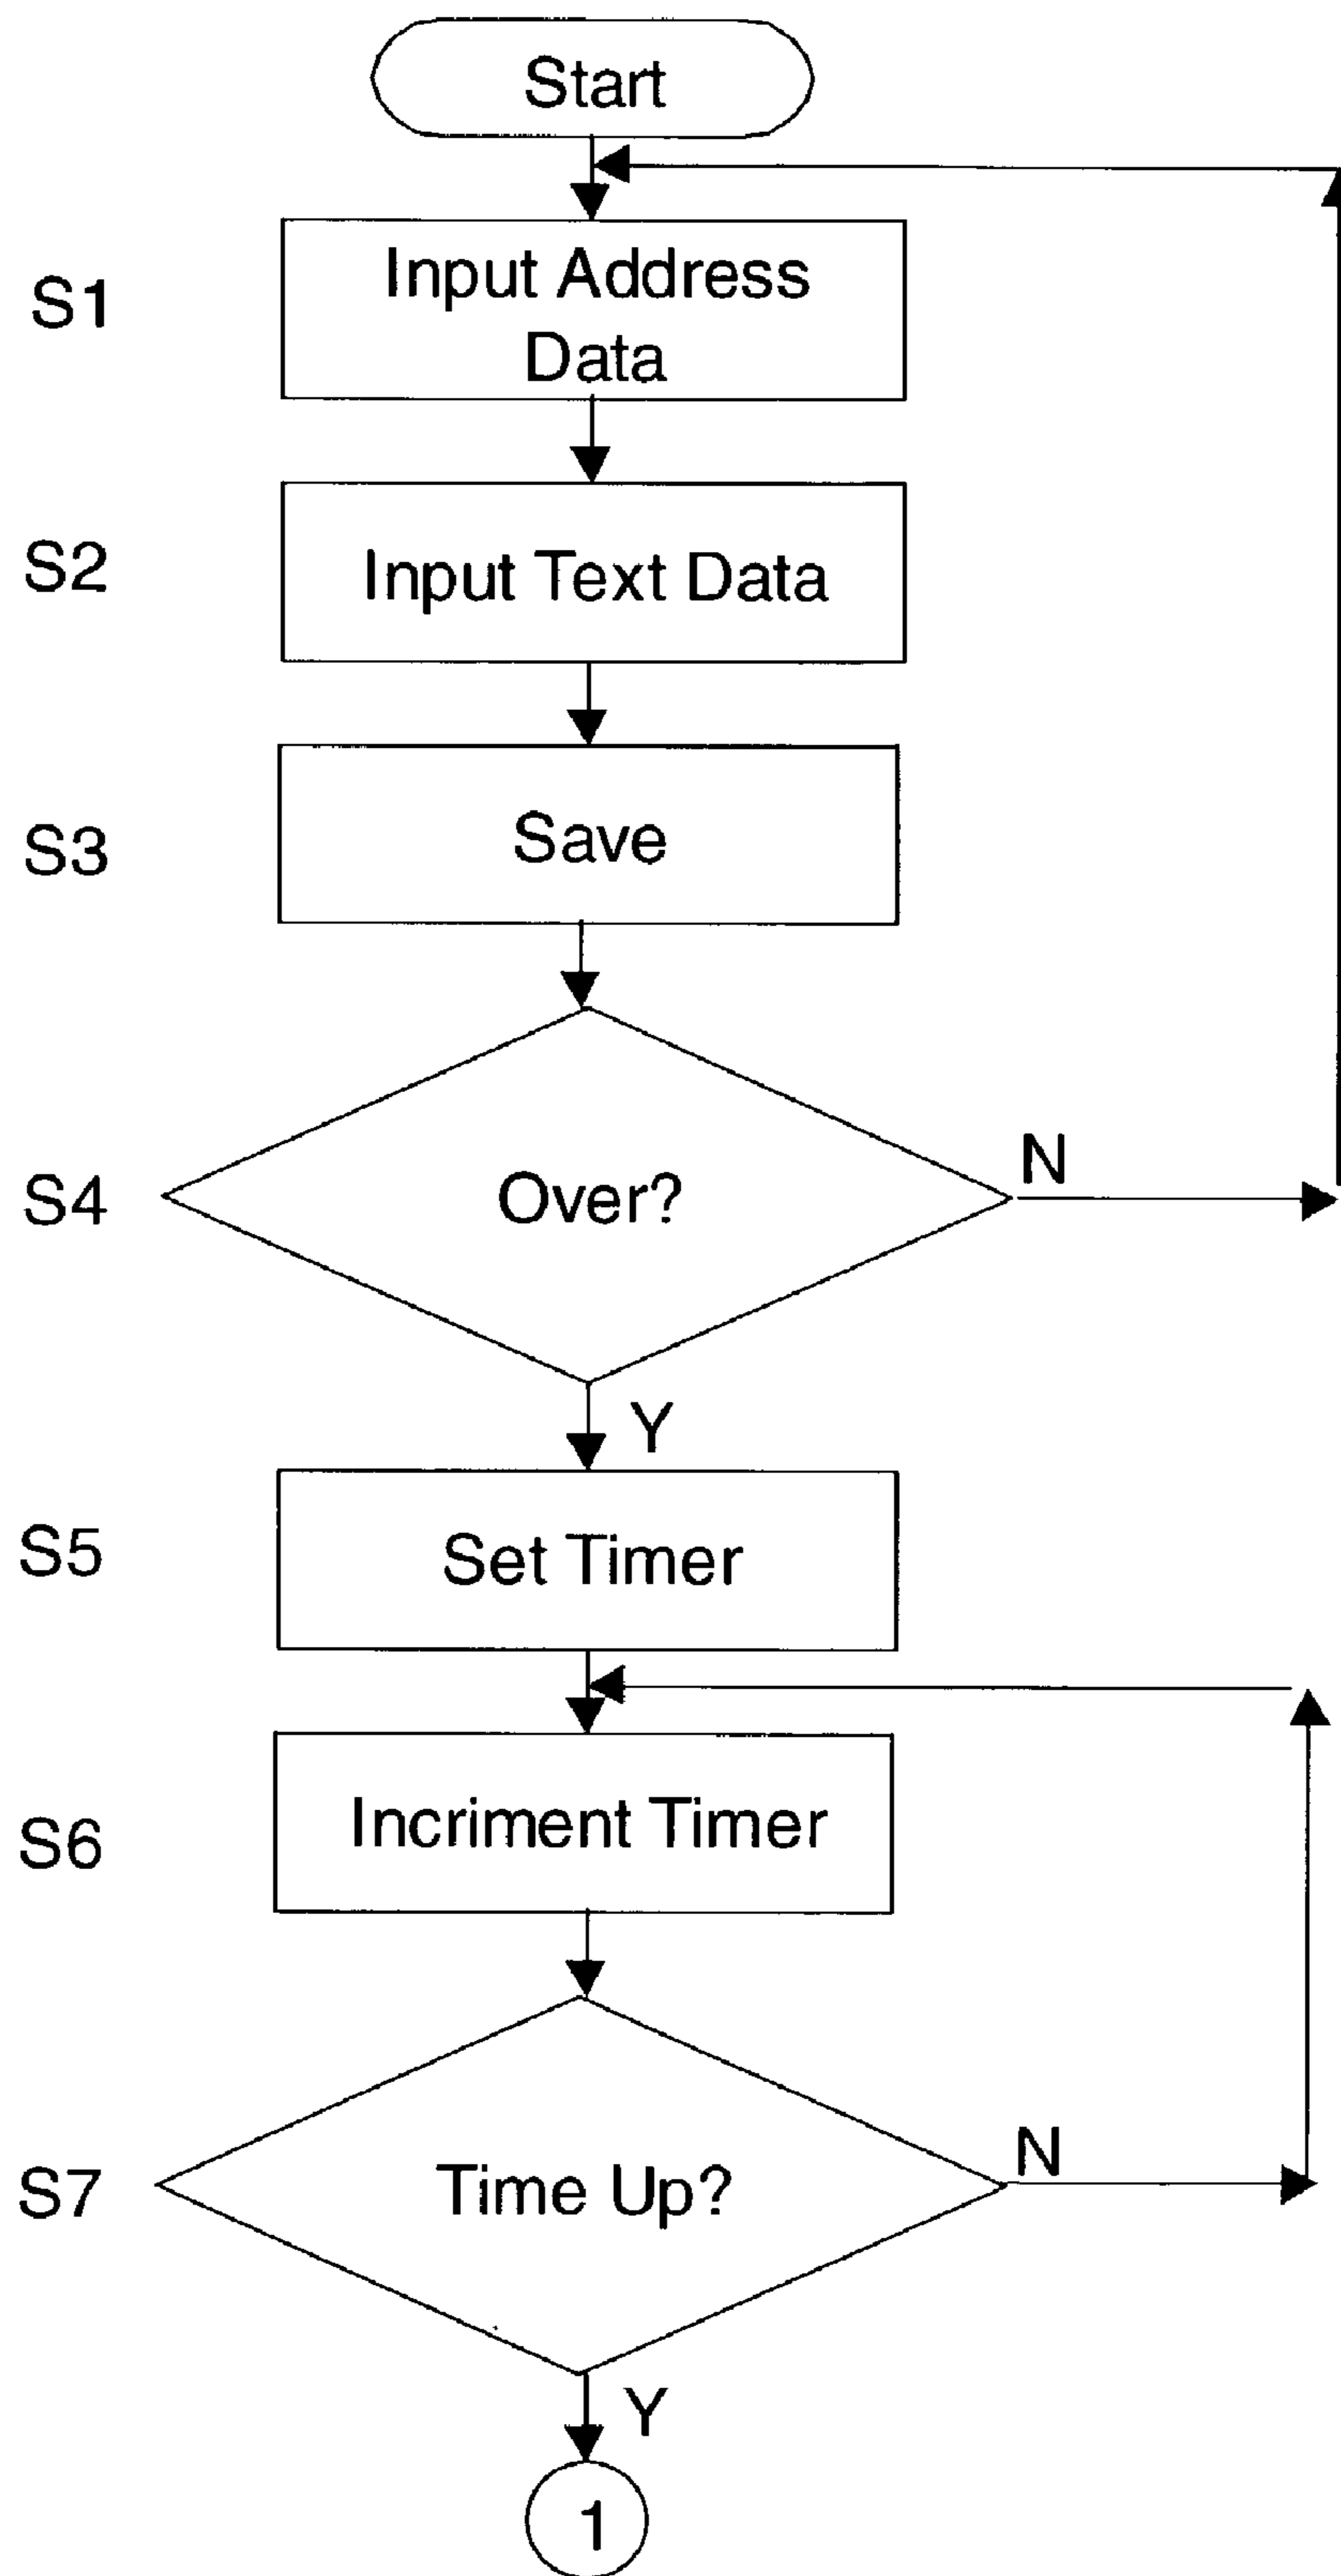 Start
S1
Input Address
Data
S2
Input Text Data
S3
Save
S4
Over?
N
Y
S5
Set Timer
S6
Incriment Timer
S7
Time Up?
N
Y
1